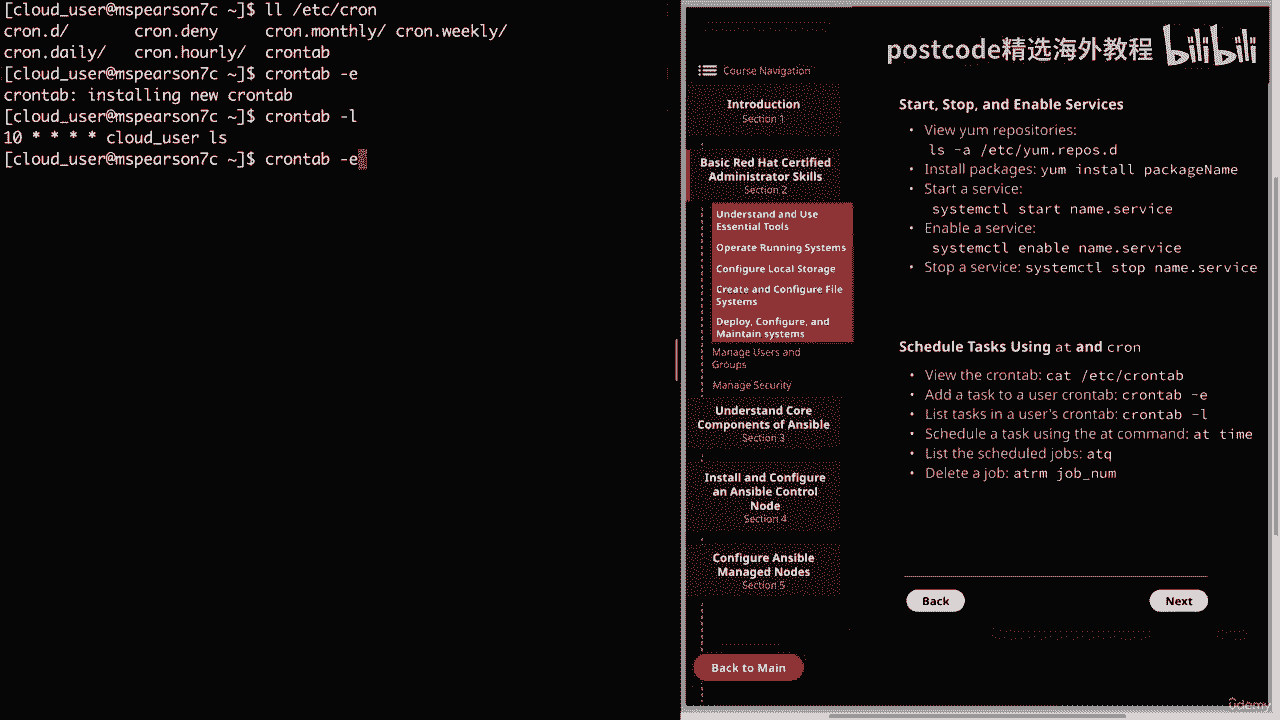 [cloud_user@mspearson7c ~]$ ll /etc/cron
cron.d/ cron.deny cron.monthly/ cron.weekly/
cron.daily/ cron.hourly/ crontab
[cloud_user@mspearson7c ~]$ crontab -e
crontab: installing new crontab
[cloud_user@mspearson7c ~]$ crontab -l
10 * * * * cloud_user ls
[cloud_user@mspearson7c ~]$ crontab -e
postcode精选海外教程 bilibili
Course Navigation
Introduction
Section 1
Basic Red Hat Certified
Administrator Skills
Section 2
Understand and Use
Essential Tools
Operate Running Systems
Configure Local Storage
Create and Configure File
Systems
Deploy, Configure, and
Maintain systems
Manage Users and
Groups
Manage Security
Understand Core
Components of Ansible
Section 3
Install and Configure
an Ansible Control
Node
Section 4
Configure Ansible
Managed Nodes
Section 5
Back to Main
Start, Stop, and Enable Services
• View yum repositories:
ls -a /etc/yum.repos.d
• Install packages: yum install packageName
• Start a service:
systemctl start name.service
• Enable a service:
systemctl enable name.service
• Stop a service: systemctl stop name.service
Schedule Tasks Using at and cron
• View the crontab: cat /etc/crontab
• Add a task to a user crontab: crontab -e
• List tasks in a user's crontab: crontab -l
• Schedule a task using the at command: at time
• List the scheduled jobs: atq
• Delete a job: atrm job_num
Back
Next
ûdemy